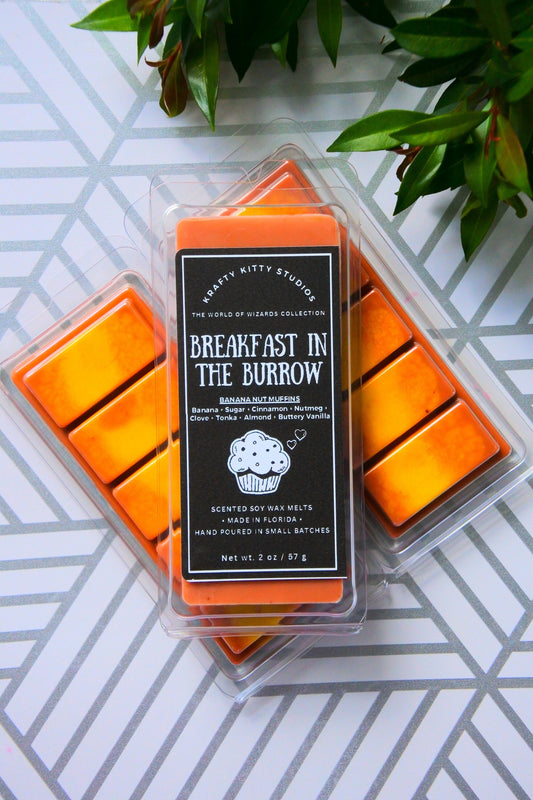 KRAFTY KITTY STUDIOS
THE WORLD OF WIZARDS COLLECTION
BREAKFAST IN
THE BURROW
BANANA NUT MUFFINS
Banana • Sugar • Cinnamon • Nutmeg •
Clove • Tonka • Almond • Buttery Vanilla
SCENTED SOY WAX MELTS
• MADE IN FLORIDA •
HAND POURED IN SMALL BATCHES
Net wt. 2 oz / 57 g